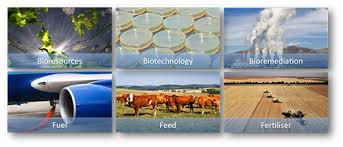 Bioresources
Biotechnology
Bioremediation
Fuel
Feed
Fertiliser